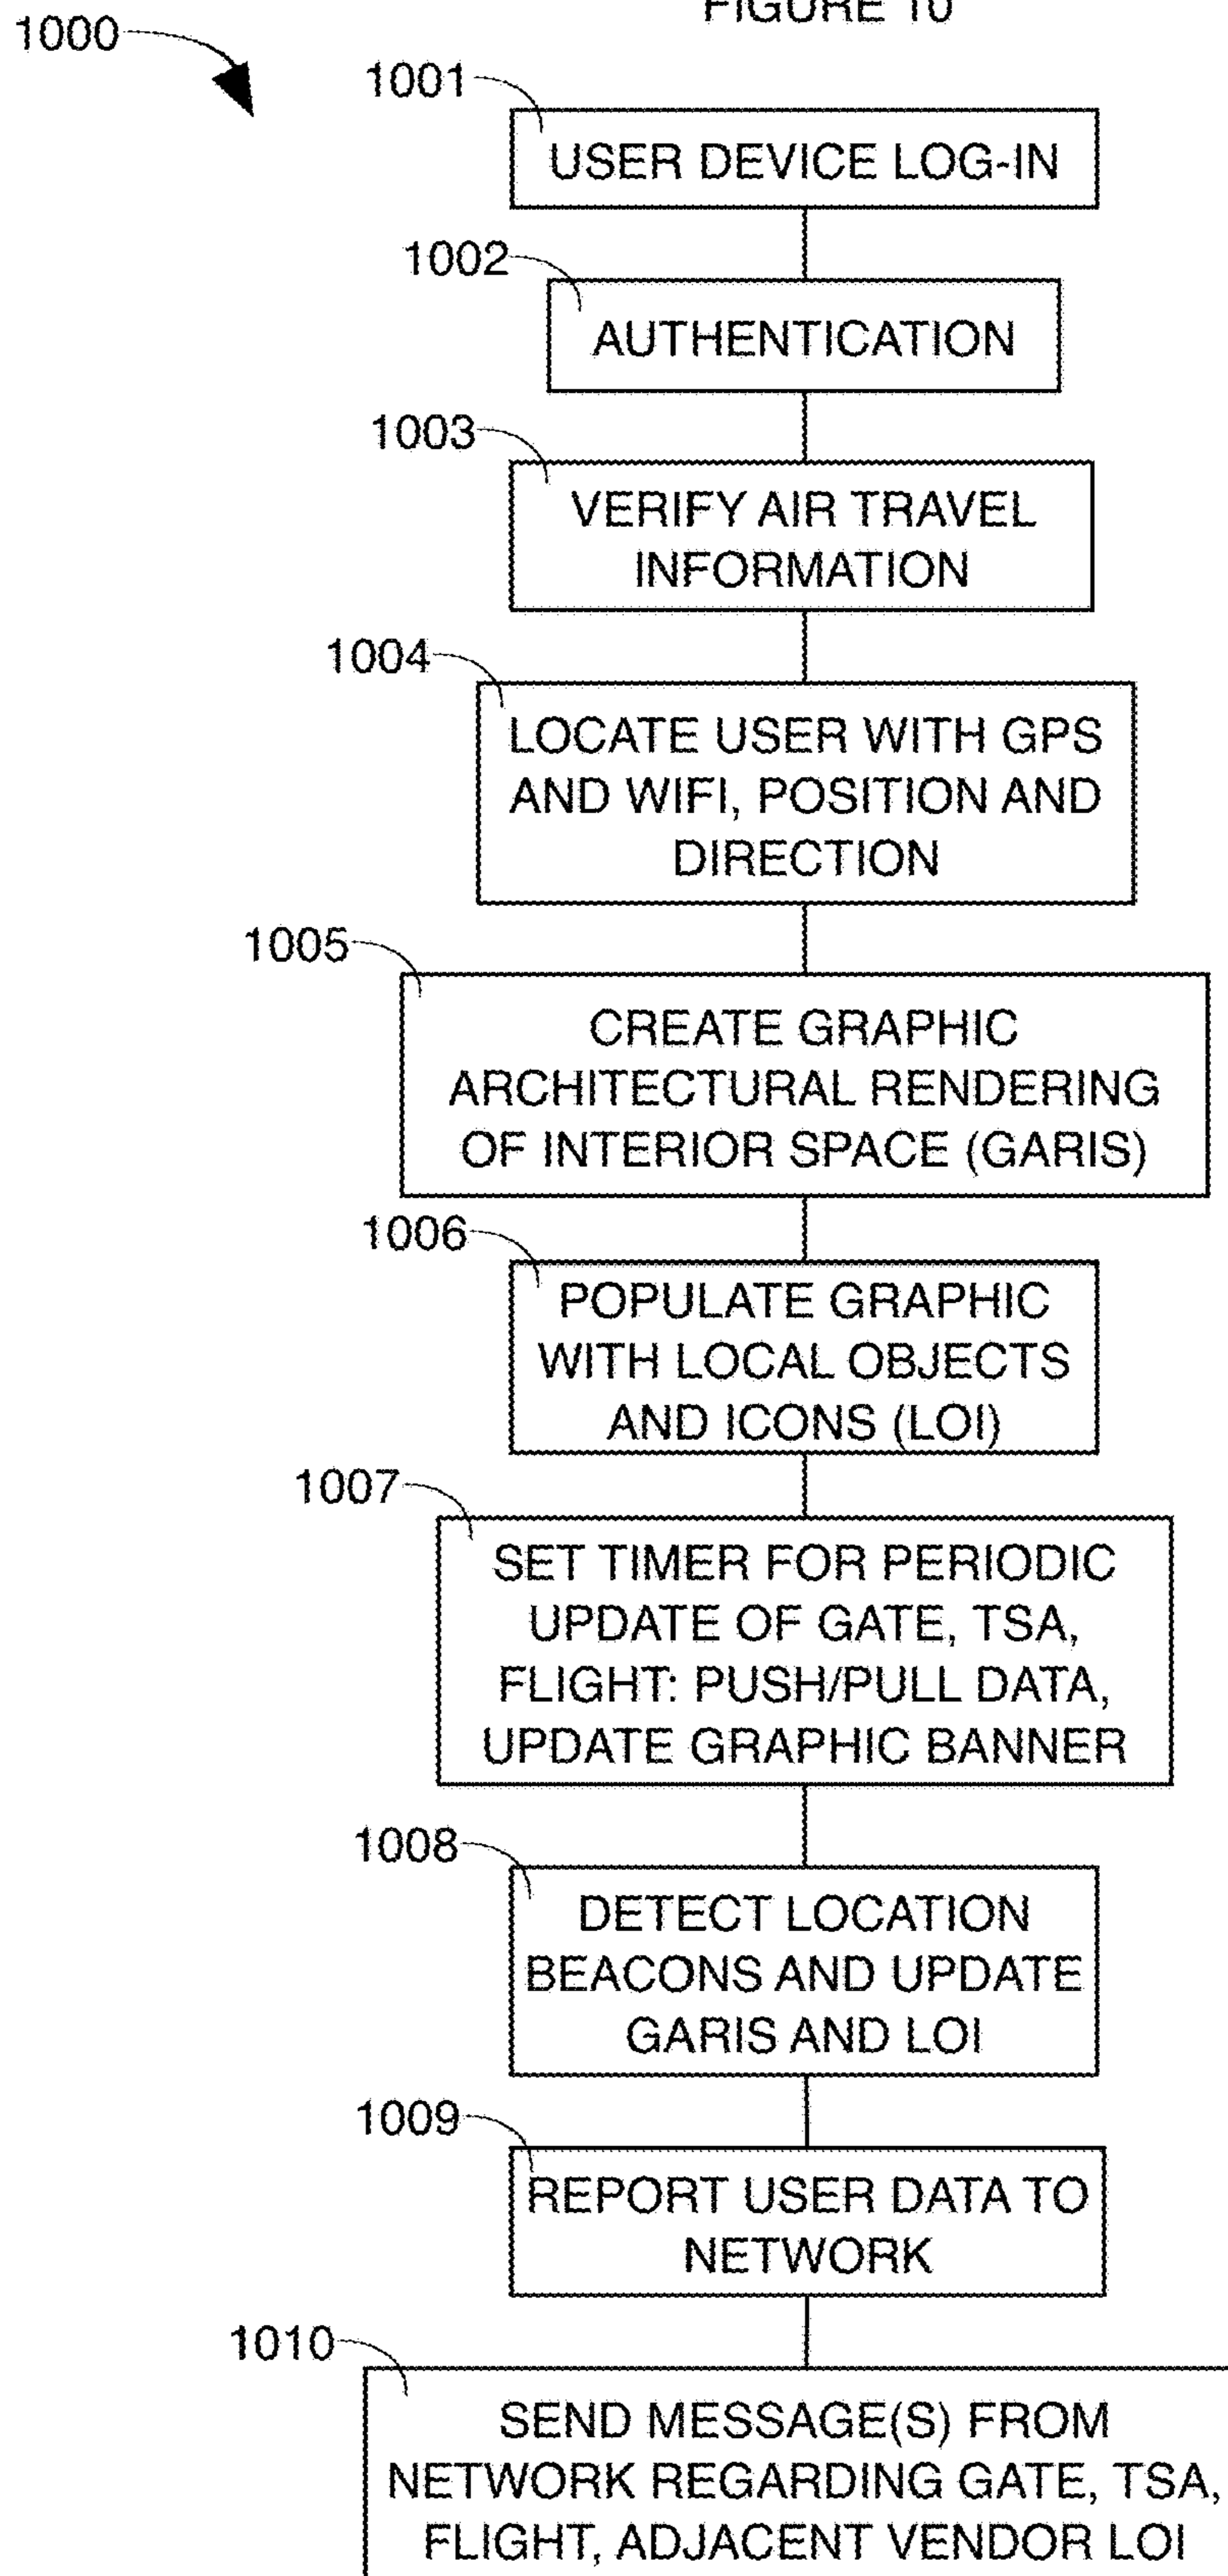 FIGURE 10
1000
1001
USER DEVICE LOG-IN
1002
AUTHENTICATION
1003
VERIFY AIR TRAVEL
INFORMATION
1004
LOCATE USER WITH GPS
AND WIFI, POSITION AND
DIRECTION
1005
CREATE GRAPHIC
ARCHITECTURAL RENDERING
OF INTERIOR SPACE (GARIS)
1006
POPULATE GRAPHIC
WITH LOCAL OBJECTS
AND ICONS (LOI)
1007
SET TIMER FOR PERIODIC
UPDATE OF GATE, TSA,
FLIGHT: PUSH/PULL DATA,
UPDATE GRAPHIC BANNER
1008
DETECT LOCATION
BEACONS AND UPDATE
GARIS AND LOI
1009
REPORT USER DATA TO
NETWORK
1010
SEND MESSAGE(S) FROM
NETWORK REGARDING GATE, TSA,
FLIGHT, ADJACENT VENDOR LOI